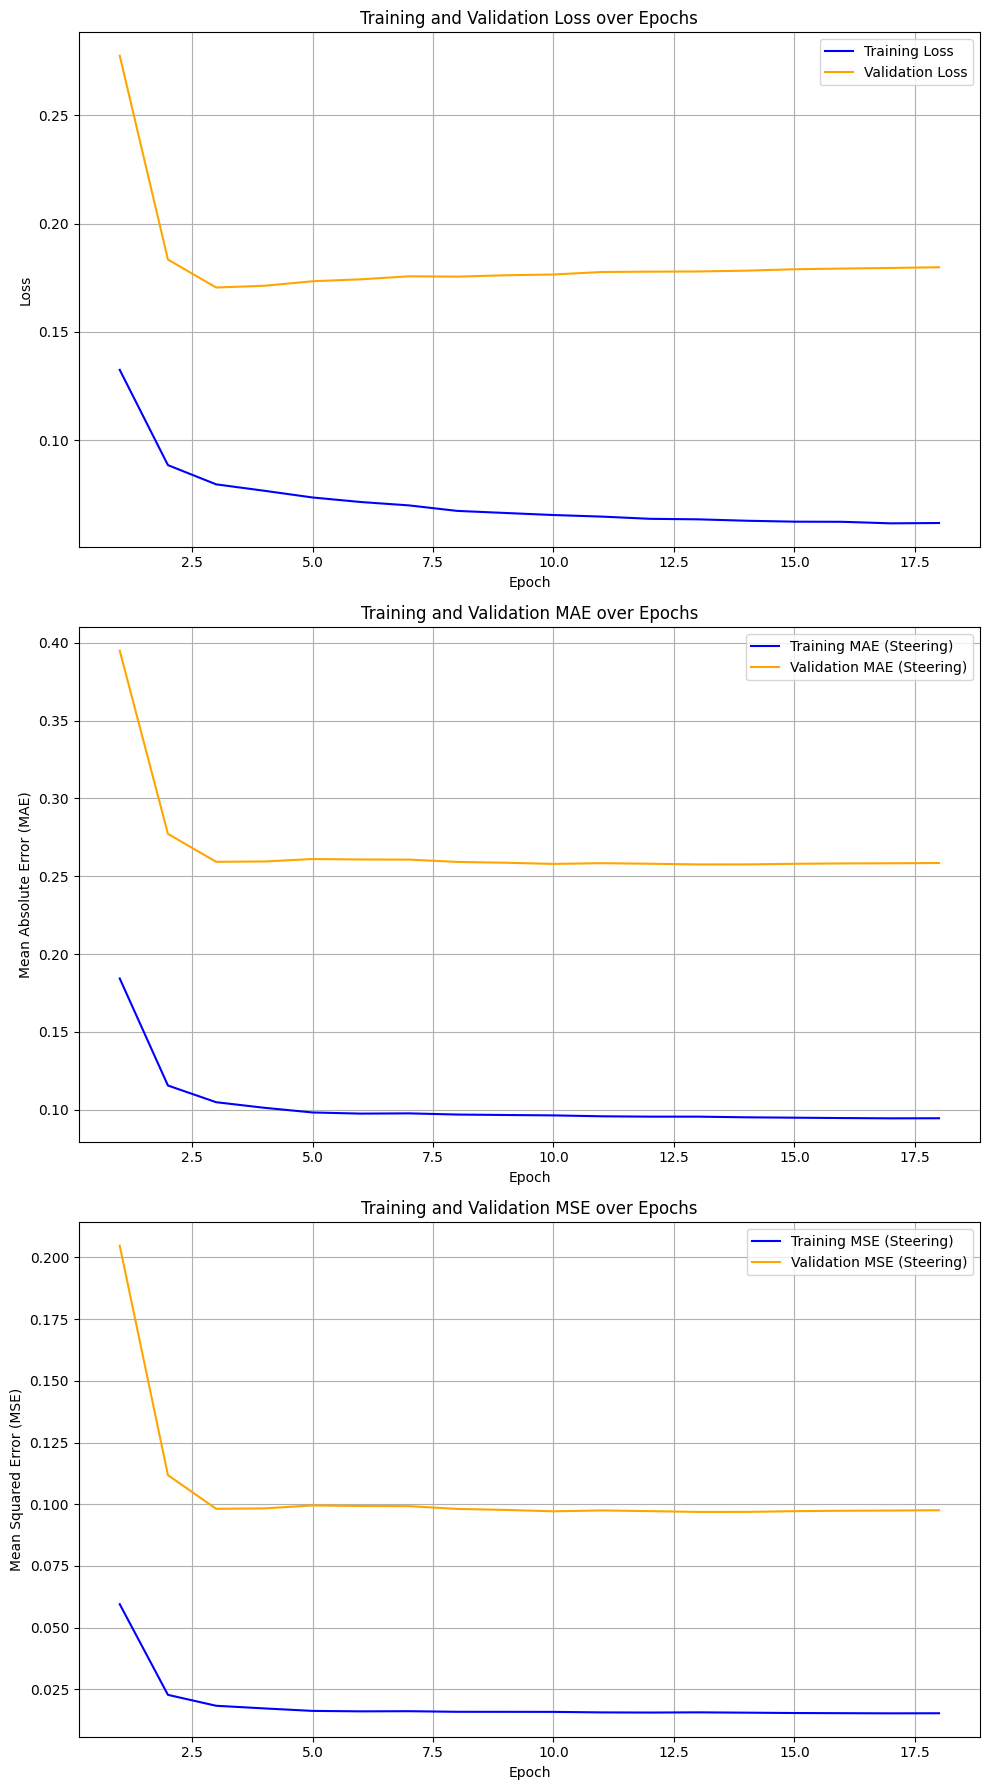 Training and Validation Loss over Epochs
Training Loss
Validation Loss
0.25
0.20
0.15
0.10
Loss
2.5 5.0 7.5 10.0 12.5 15.0 17.5
Epoch
Training and Validation MAE over Epochs
Training MAE (Steering)
Validation MAE (Steering)
0.40
0.35
0.30
0.25
0.20
0.15
0.10
Mean Absolute Error (MAE)
2.5 5.0 7.5 10.0 12.5 15.0 17.5
Epoch
Training and Validation MSE over Epochs
Training MSE (Steering)
Validation MSE (Steering)
0.200
0.175
0.150
0.125
0.100
0.075
0.050
0.025
Mean Squared Error (MSE)
2.5 5.0 7.5 10.0 12.5 15.0 17.5
Epoch